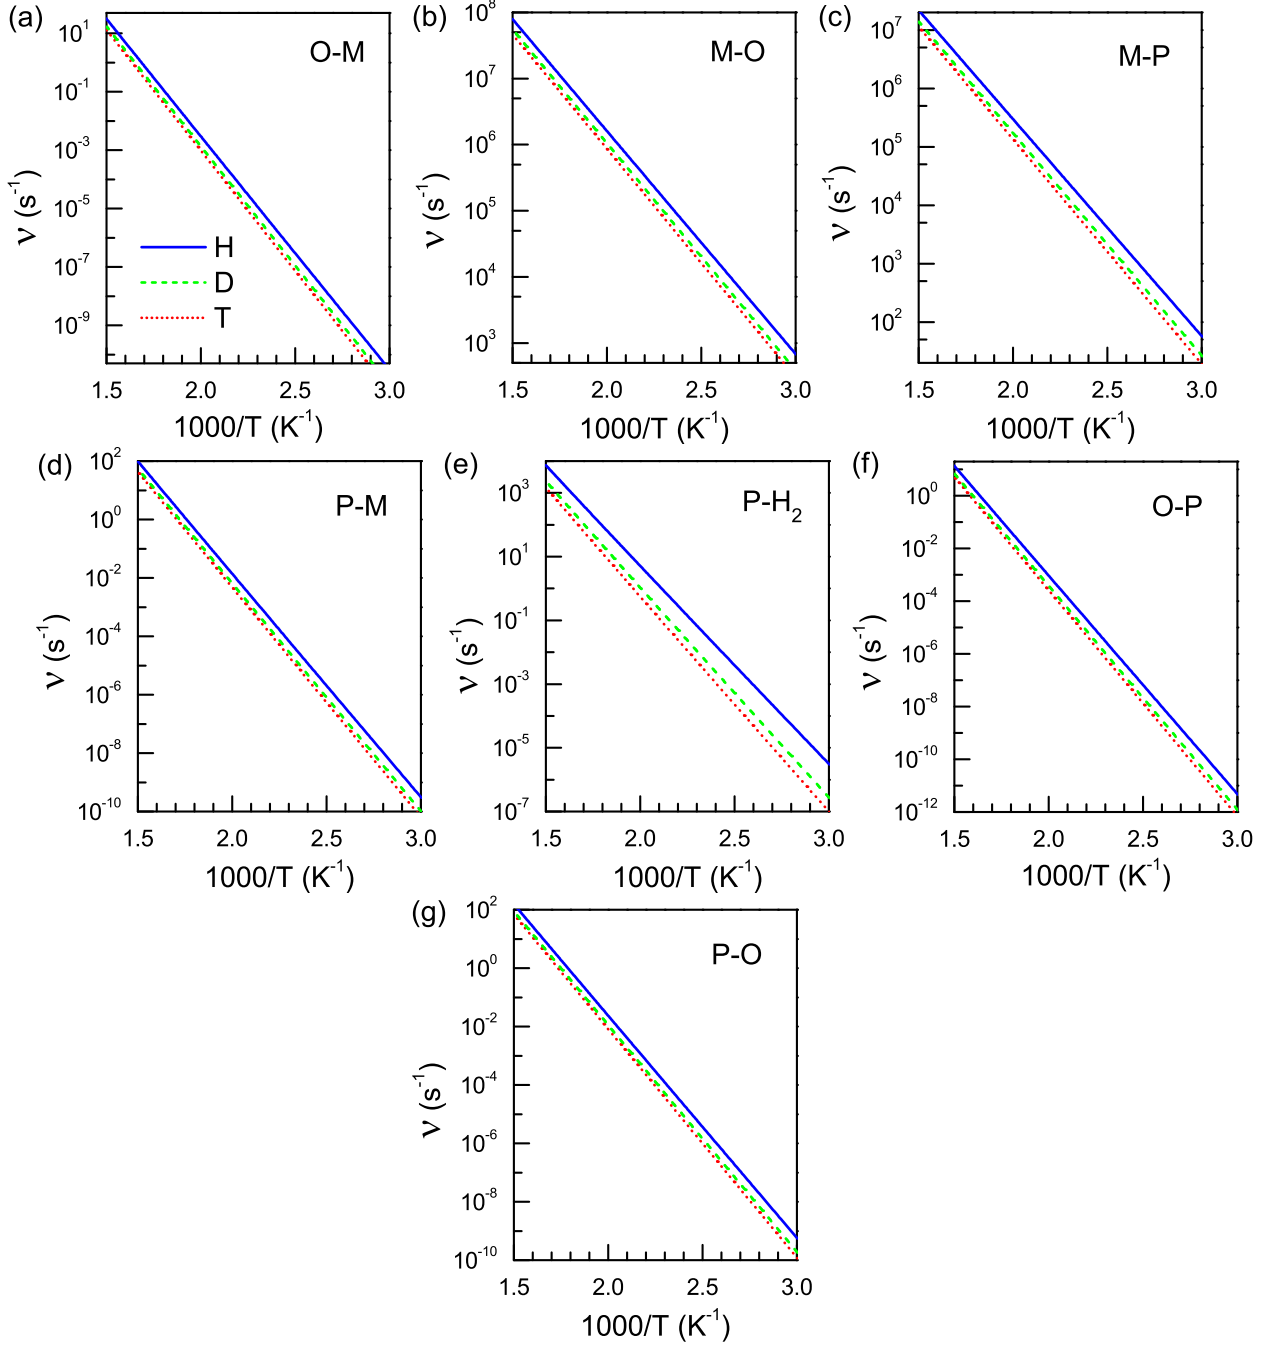 (a)
O-M
10^1
10^-1
10^-3
10^-5
10^-7
10^-9
ν (s^-1)
H
D
T
1.5 2.0 2.5 3.0
1000/T (K^-1)
(b)
M-O
10^8
10^7
10^6
10^5
10^4
10^3
ν (s^-1)
1.5 2.0 2.5 3.0
1000/T (K^-1)
(c)
M-P
10^7
10^6
10^5
10^4
10^3
10^2
ν (s^-1)
1.5 2.0 2.5 3.0
1000/T (K^-1)
(d)
P-M
10^2
10^0
10^-2
10^-4
10^-6
10^-8
10^-10
ν (s^-1)
1.5 2.0 2.5 3.0
1000/T (K^-1)
(e)
P-H_2
10^3
10^1
10^-1
10^-3
10^-5
10^-7
ν (s^-1)
1.5 2.0 2.5 3.0
1000/T (K^-1)
(f)
O-P
10^0
10^-2
10^-4
10^-6
10^-8
10^-10
10^-12
ν (s^-1)
1.5 2.0 2.5 3.0
1000/T (K^-1)
(g)
P-O
10^2
10^0
10^-2
10^-4
10^-6
10^-8
10^-10
ν (s^-1)
1.5 2.0 2.5 3.0
1000/T (K^-1)